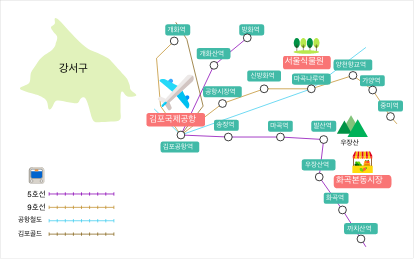 개화역
방화역
강서구
개화산역
서울식물원
양천향교역
신방화역
마곡나루역
가양역
공항시장역
증미역
김포국제공항
송정역
마곡역
발산역
우장산
김포공항역
우장산역
화곡본동시장
5호선
화곡역
9호선
공항철도
까치산역
김포골드